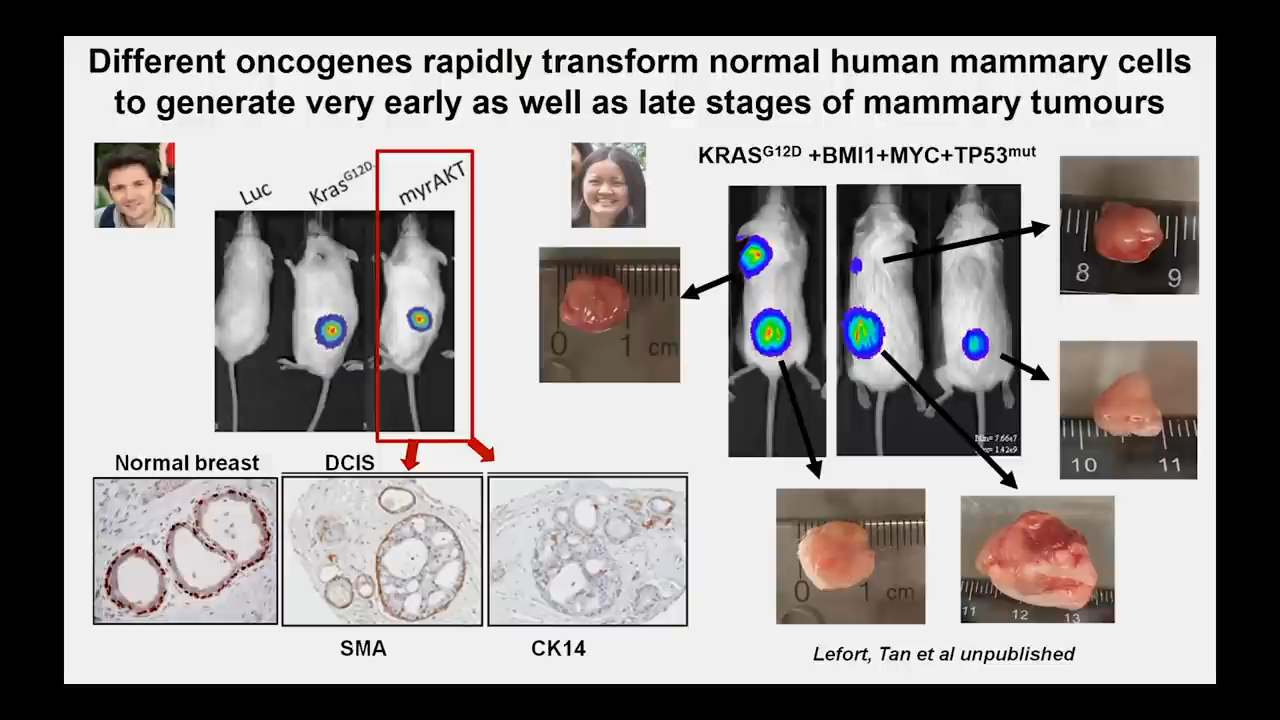 Different oncogenes rapidly transform normal human mammary cells
to generate very early as well as late stages of mammary tumours
Luc
KrasG12D
myrAKT
KRASG12D +BMI1+MYC+TP53mut
8
9
0
1 cm
10
11
Normal breast
DCIS
0
1 cm
11
12
13
SMA
CK14
Lefort, Tan et al unpublished